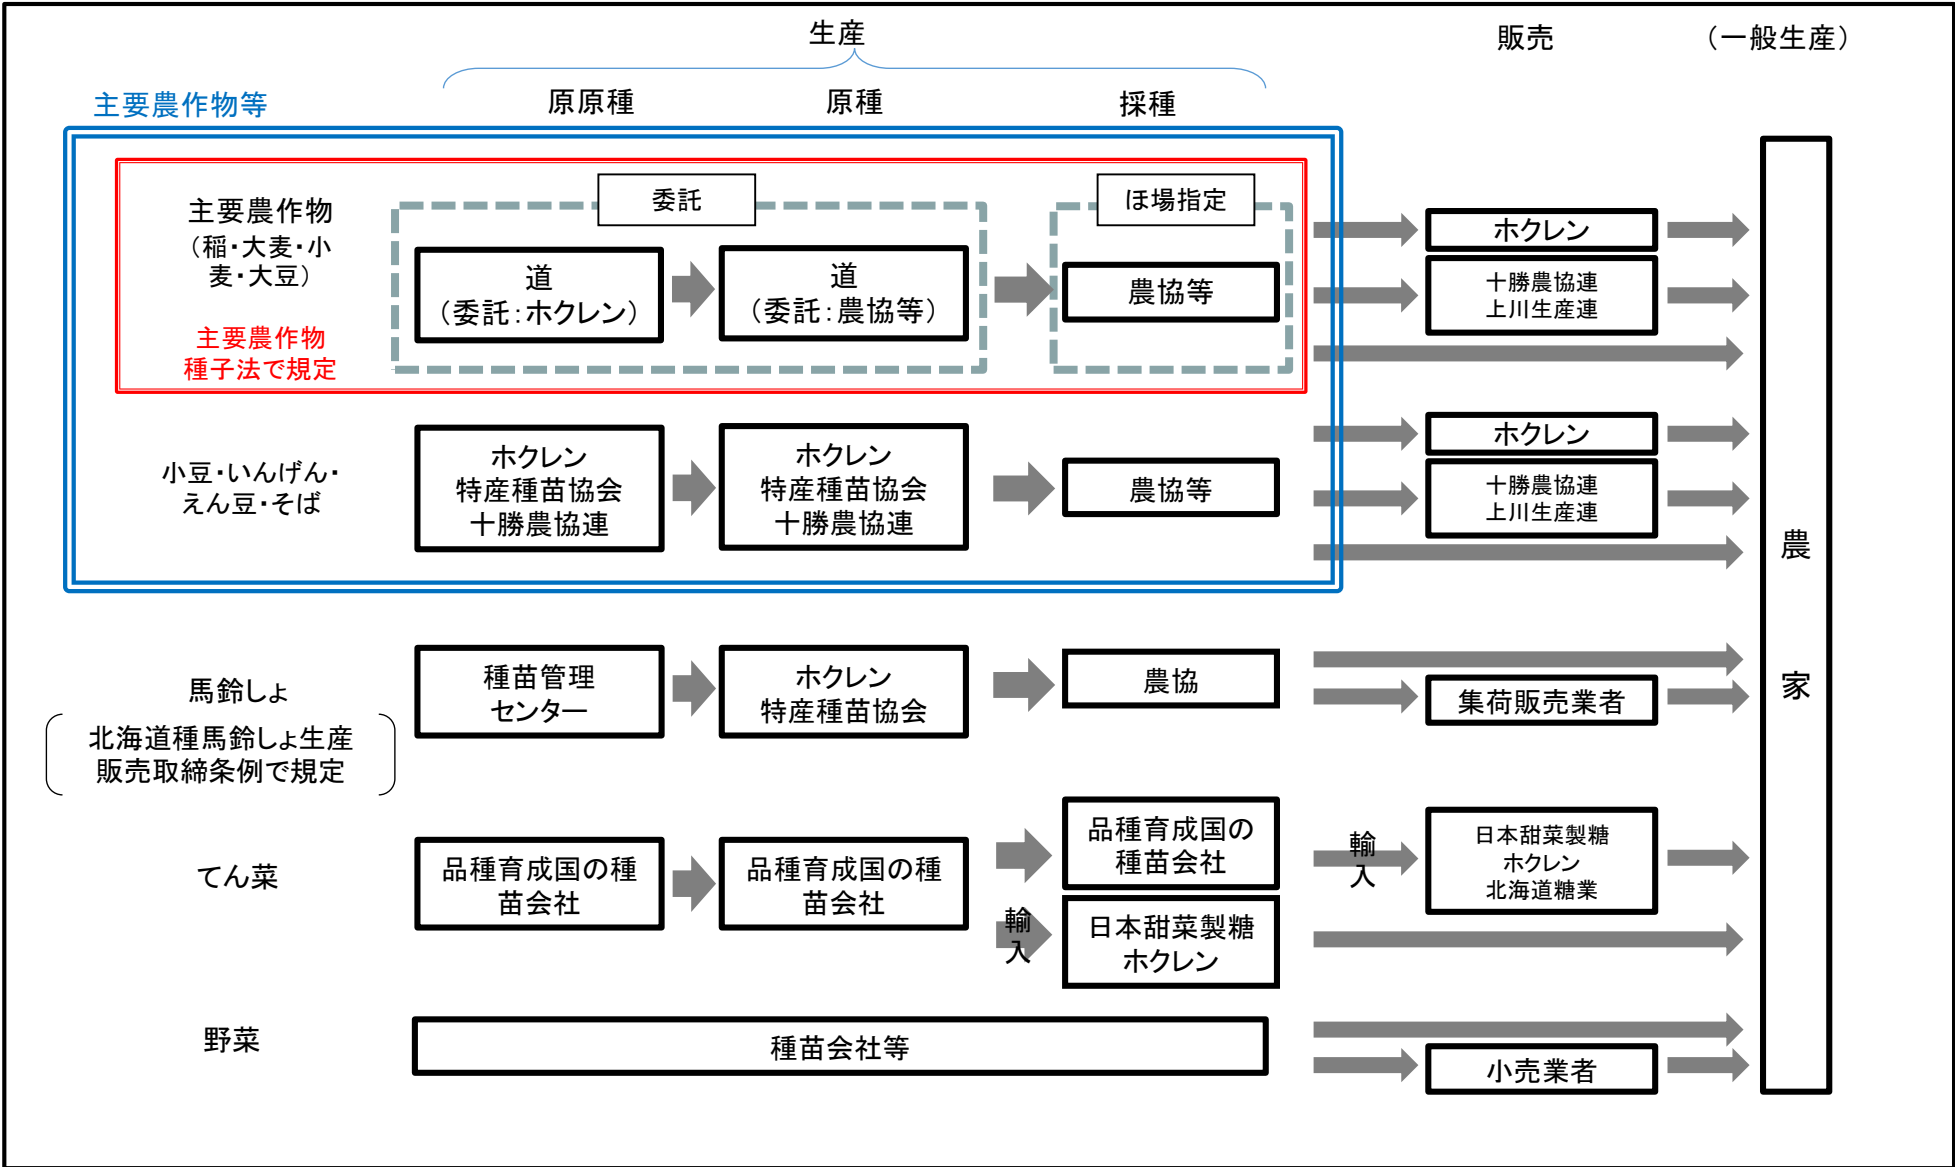 生産
販売
（一般生産）
主要農作物等
原原種
原種
採種
委託
ほ場指定
主要農作物
（稲・大麦・小
麦・大豆）
主要農作物
種子法で規定
道
（委託：ホクレン）
道
（委託：農協等）
農協等
ホクレン
十勝農協連
上川生産連
小豆・いんげん・
えん豆・そば
ホクレン
特産種苗協会
十勝農協連
ホクレン
特産種苗協会
十勝農協連
農協等
ホクレン
十勝農協連
上川生産連
農
家
馬鈴しょ
北海道種馬鈴しょ生産
販売取締条例で規定
種苗管理
センター
ホクレン
特産種苗協会
農協
集荷販売業者
てん菜
品種育成国の種
苗会社
品種育成国の種
苗会社
品種育成国の
種苗会社
輸
入
日本甜菜製糖
ホクレン
輸
入
日本甜菜製糖
ホクレン
北海道糖業
野菜
種苗会社等
小売業者